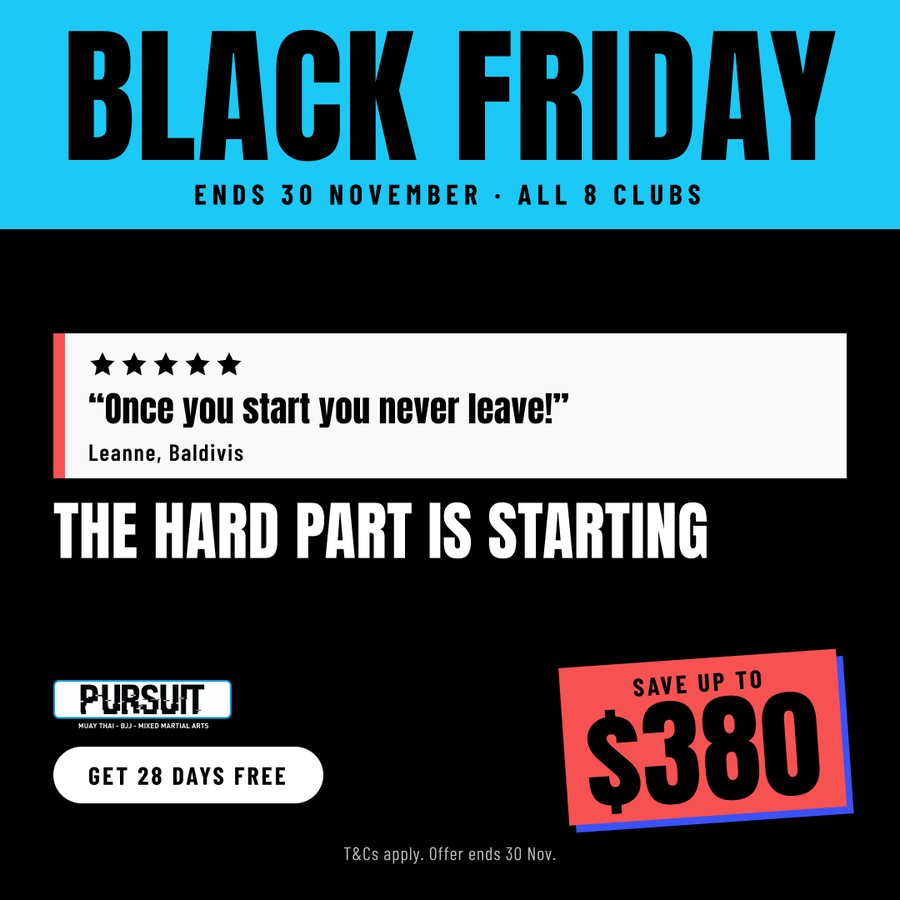 BLACK FRIDAY
ENDS 30 NOVEMBER · ALL 8 CLUBS
★★★★★
“Once you start you never leave!”
Leanne, Baldivis
THE HARD PART IS STARTING
PURSUIT
MUAY THAI • BJJ • MIXED MARTIAL ARTS
GET 28 DAYS FREE
SAVE UP TO
$380
T&Cs apply. Offer ends 30 Nov.